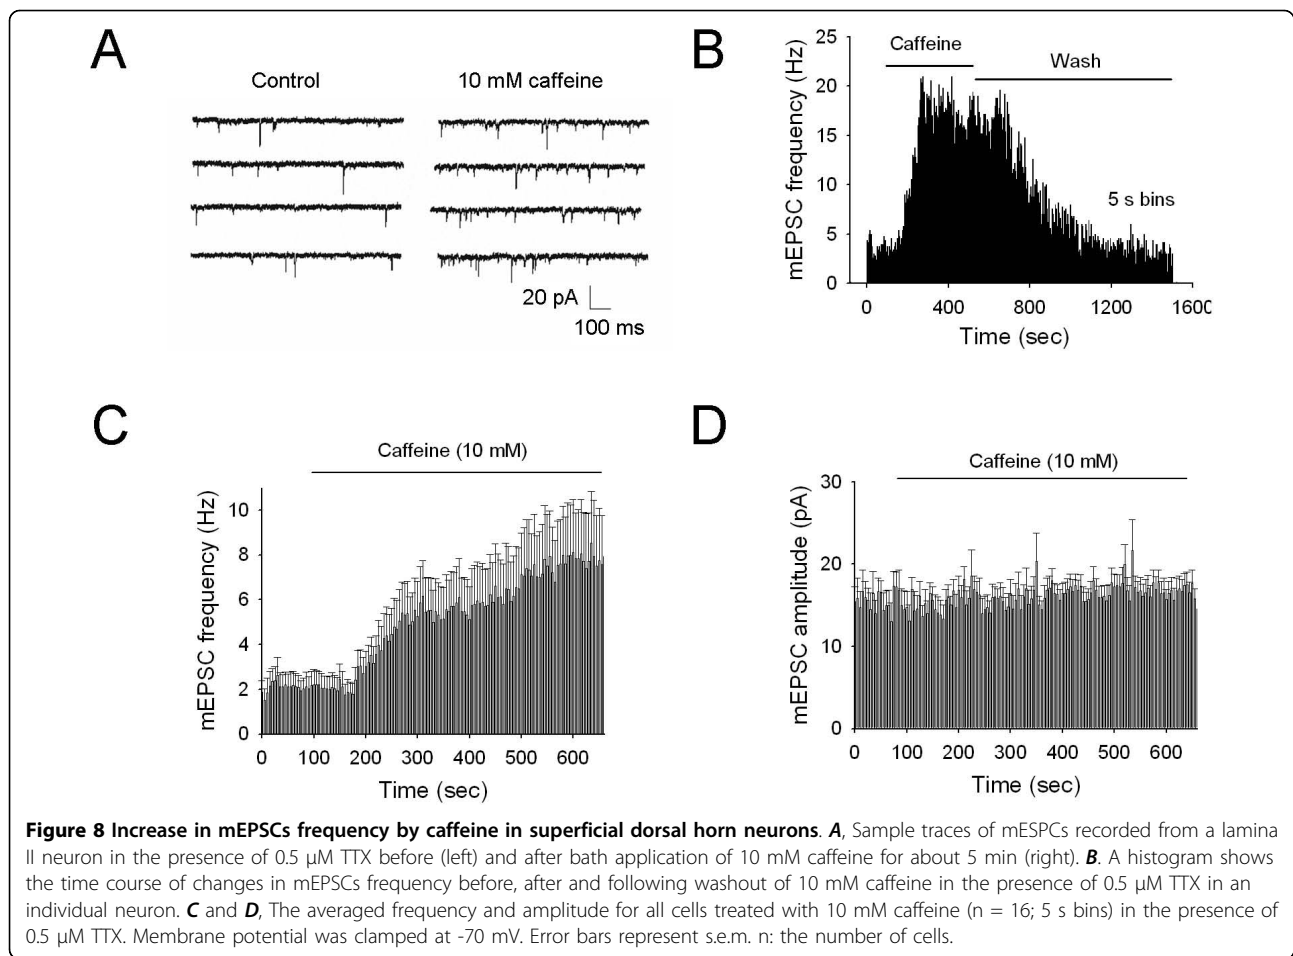 A
Control
10 mM caffeine
20 pA
100 ms
B
25
20
15
10
5
0
mEPSC frequency (Hz)
Caffeine
Wash
5 s bins
0
400
800
1200
1600
Time (sec)
C
Caffeine (10 mM)
10
8
6
4
2
0
mEPSC frequency (Hz)
0
100
200
300
400
500
600
Time (sec)
D
Caffeine (10 mM)
30
20
10
0
mEPSC amplitude (pA)
0
100
200
300
400
500
600
Time (sec)
Figure 8 Increase in mEPSCs frequency by caffeine in superficial dorsal horn neurons. A, Sample traces of mESPCs recorded from a lamina
II neuron in the presence of 0.5 μM TTX before (left) and after bath application of 10 mM caffeine for about 5 min (right). B. A histogram shows
the time course of changes in mEPSCs frequency before, after and following washout of 10 mM caffeine in the presence of 0.5 μM TTX in an
individual neuron. C and D, The averaged frequency and amplitude for all cells treated with 10 mM caffeine (n = 16; 5 s bins) in the presence of
0.5 μM TTX. Membrane potential was clamped at -70 mV. Error bars represent s.e.m. n: the number of cells.